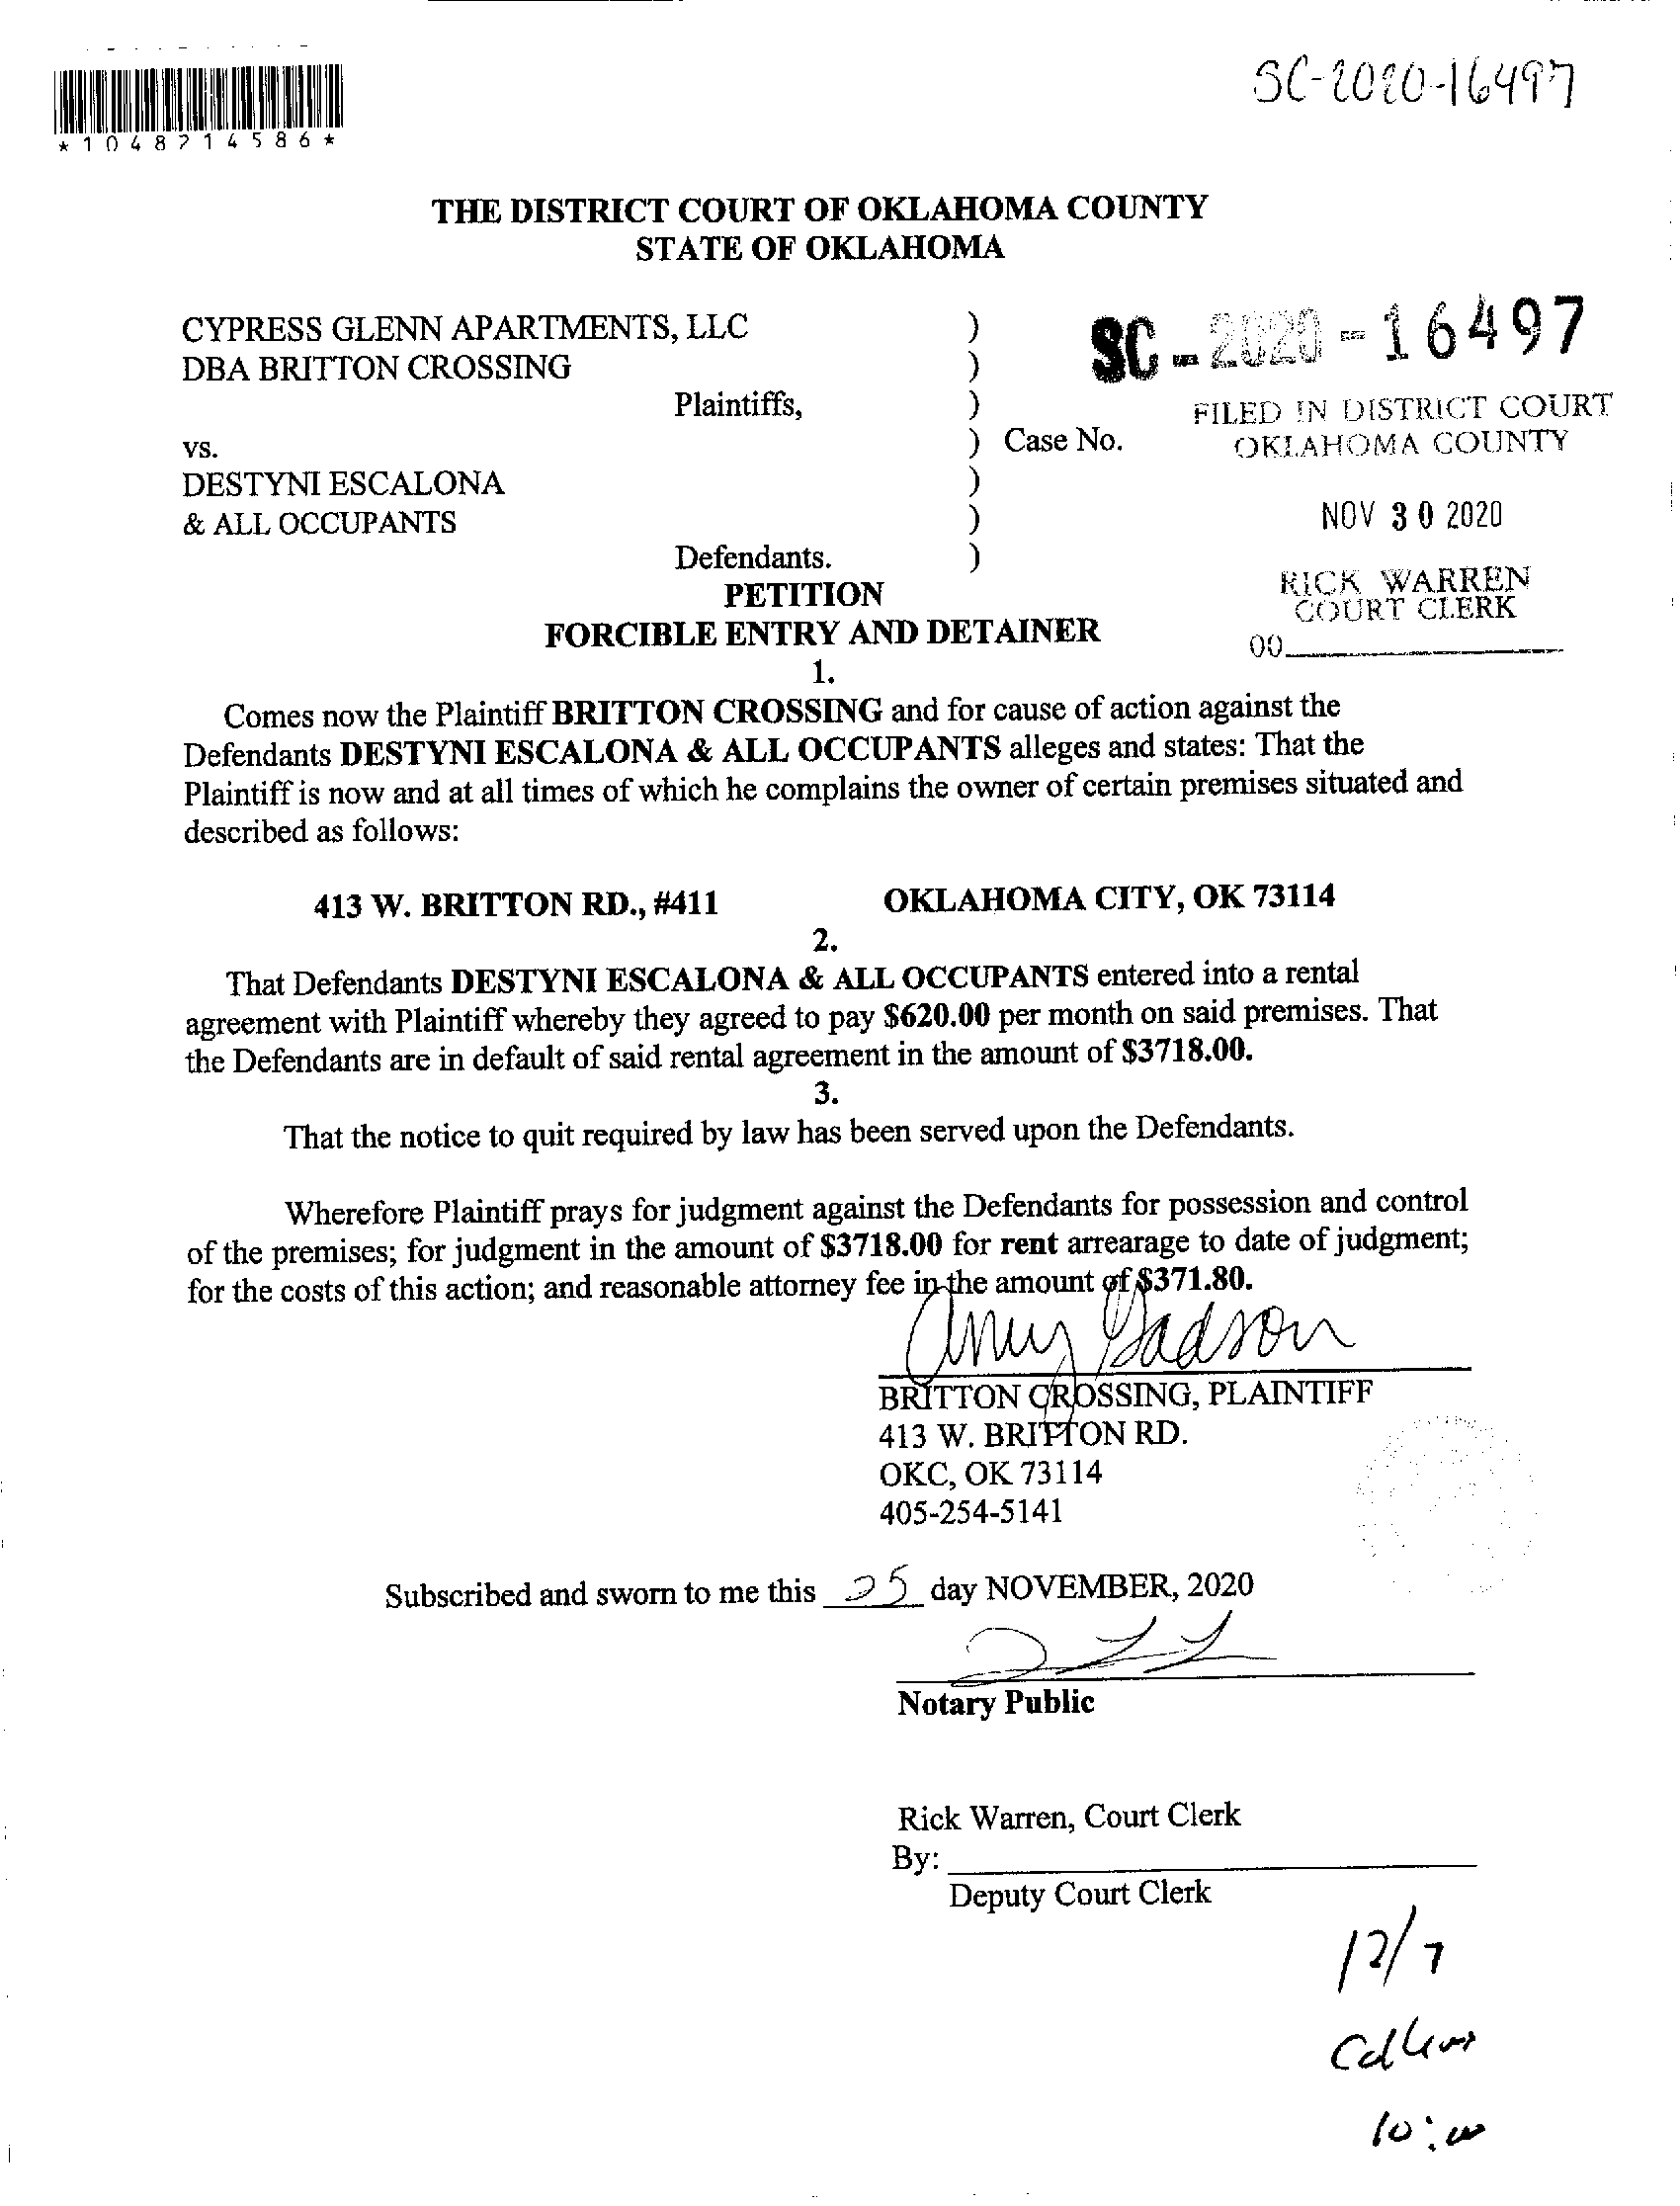 SC-2020-16497
*1048214586*
THE DISTRICT COURT OF OKLAHOMA COUNTY
STATE OF OKLAHOMA
CYPRESS GLENN APARTMENTS, LLC )
DBA BRITTON CROSSING )
Plaintiffs, )
vs. ) Case No.
DESTYNI ESCALONA )
& ALL OCCUPANTS )
Defendants. )
SC-2020-16497
FILED IN DISTRICT COURT
OKLAHOMA COUNTY
NOV 30 2020
RICK WARREN
COURT CLERK
00
PETITION
FORCIBLE ENTRY AND DETAINER
1.
Comes now the Plaintiff BRITTON CROSSING and for cause of action against the
Defendants DESTYNI ESCALONA & ALL OCCUPANTS alleges and states: That the
Plaintiff is now and at all times of which he complains the owner of certain premises situated and
described as follows:
413 W. BRITTON RD., #411 OKLAHOMA CITY, OK 73114
2.
That Defendants DESTYNI ESCALONA & ALL OCCUPANTS entered into a rental
agreement with Plaintiff whereby they agreed to pay $620.00 per month on said premises. That
the Defendants are in default of said rental agreement in the amount of $3718.00.
3.
That the notice to quit required by law has been served upon the Defendants.
Wherefore Plaintiff prays for judgment against the Defendants for possession and control
of the premises; for judgment in the amount of $3718.00 for rent arrearage to date of judgment;
for the costs of this action; and reasonable attorney fee in the amount of $371.80.
Amy Gadson
BRITTON CROSSING, PLAINTIFF
413 W. BRITTON RD.
OKC, OK 73114
405-254-5141
Subscribed and sworn to me this 25 day NOVEMBER, 2020
Notary Public
Rick Warren, Court Clerk
By:
Deputy Court Clerk
12/7
10:00